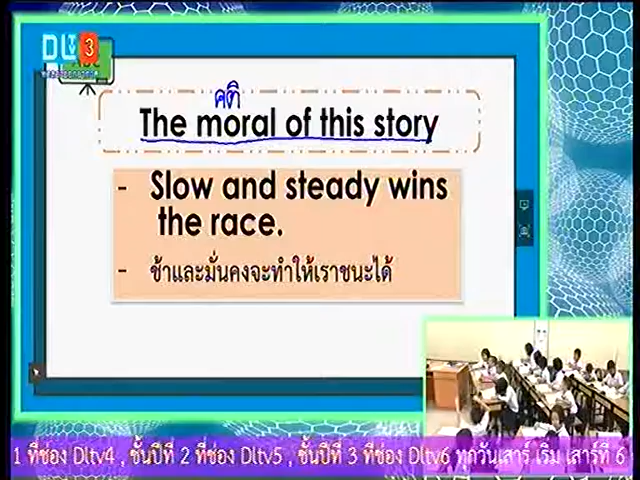 DLTV 3
คติ
The moral of this story
- Slow and steady wins
the race.
- ช้าและมั่นคงจะทำให้เราชนะได้
1 ที่ช่อง Dltv4 , ชั้นปีที่ 2 ที่ช่อง Dltv5 , ชั้นปีที่ 3 ที่ช่อง Dltv6 ทุกวันเสาร์ เริ่ม เสาร์ที่ 6